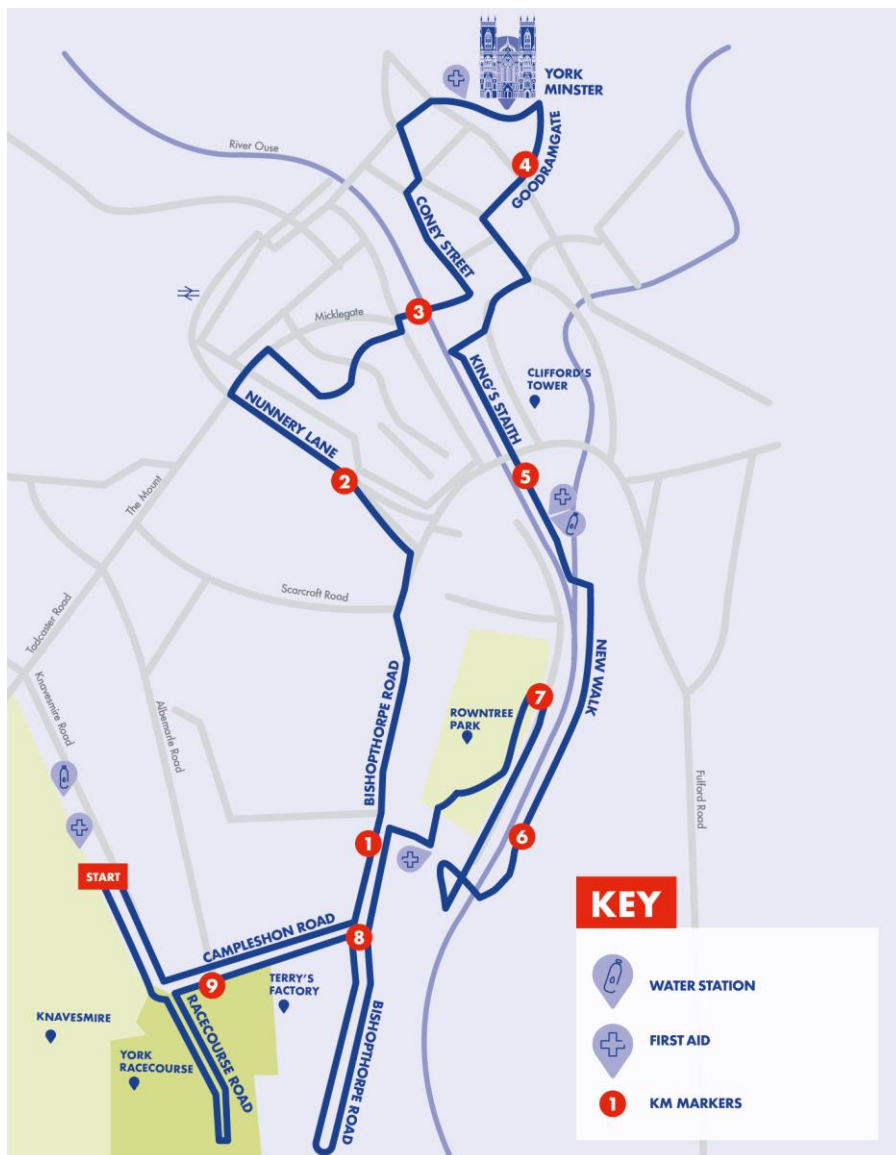 YORK
MINSTER
River Ouse
4
GOODRAMGATE
CONEY STREET
3
Micklegate
KING'S STAITH
CLIFFORD'S
TOWER
NUNNERY LANE
2
5
The Mount
Scarcroft Road
Tadcaster Road
Knavesmire Road
Albemarle Road
BISHOPTHORPE ROAD
NEW WALK
7
ROWNTREE
PARK
Fulford Road
1
6
START
CAMPLESHON ROAD
8
9
TERRY'S
FACTORY
KNAVESMIRE
YORK
RACECOURSE
RACECOURSE ROAD
BISHOPTHORPE ROAD
KEY
WATER STATION
FIRST AID
1
KM MARKERS